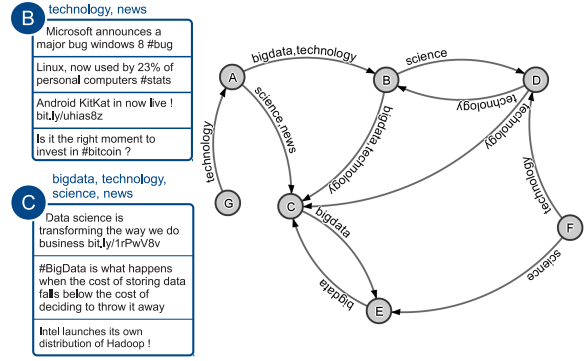 B
technology, news
Microsoft announces a
major bug windows 8 #bug
Linux, now used by 23% of
personal computers #stats
Android KitKat in now live !
bit.ly/uhias8z
Is it the right moment to
invest in #bitcoin ?
C
bigdata, technology,
science, news
Data science is
transforming the way we do
business bit.ly/1rPwV8v
#BigData is what happens
when the cost of storing data
falls below the cost of
deciding to throw it away
Intel launches its own
distribution of Hadoop !
A
bigdata,technology
B
science
D
technology
science,news
bigdata,technology
technology
technology
G
C
bigdata
technology
F
bigdata
science
E